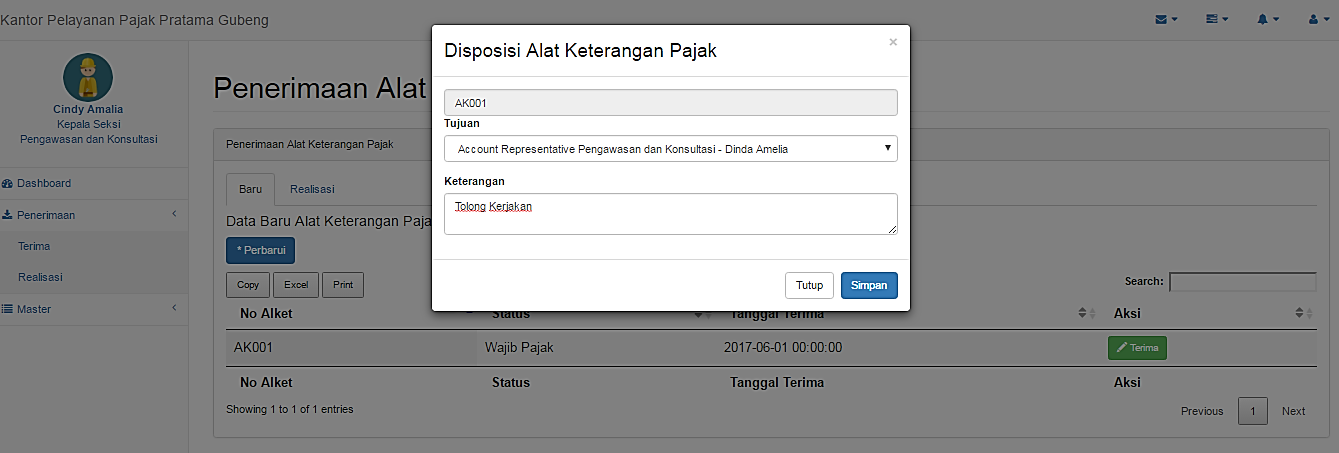 Kantor Pelayanan Pajak Pratama Gubeng
Cindy Amalia
Kepala Seksi
Pengawasan dan Konsultasi
Dashboard
Penerimaan
Terima
Realisasi
Master
Penerimaan Alat
Penerimaan Alat Keterangan Pajak
Baru Realisasi
Data Baru Alat Keterangan Paja
* Perbarui
Copy Excel Print
Search:
No Alket Status Tanggal Terima Aksi
AK001 Wajib Pajak 2017-06-01 00:00:00 Terima
No Alket Status Tanggal Terima Aksi
Showing 1 to 1 of 1 entries
Previous 1 Next
Disposisi Alat Keterangan Pajak
×
AK001
Tujuan
Account Representative Pengawasan dan Konsultasi - Dinda Amelia
Keterangan
Tolong Kerjakan
Tutup Simpan